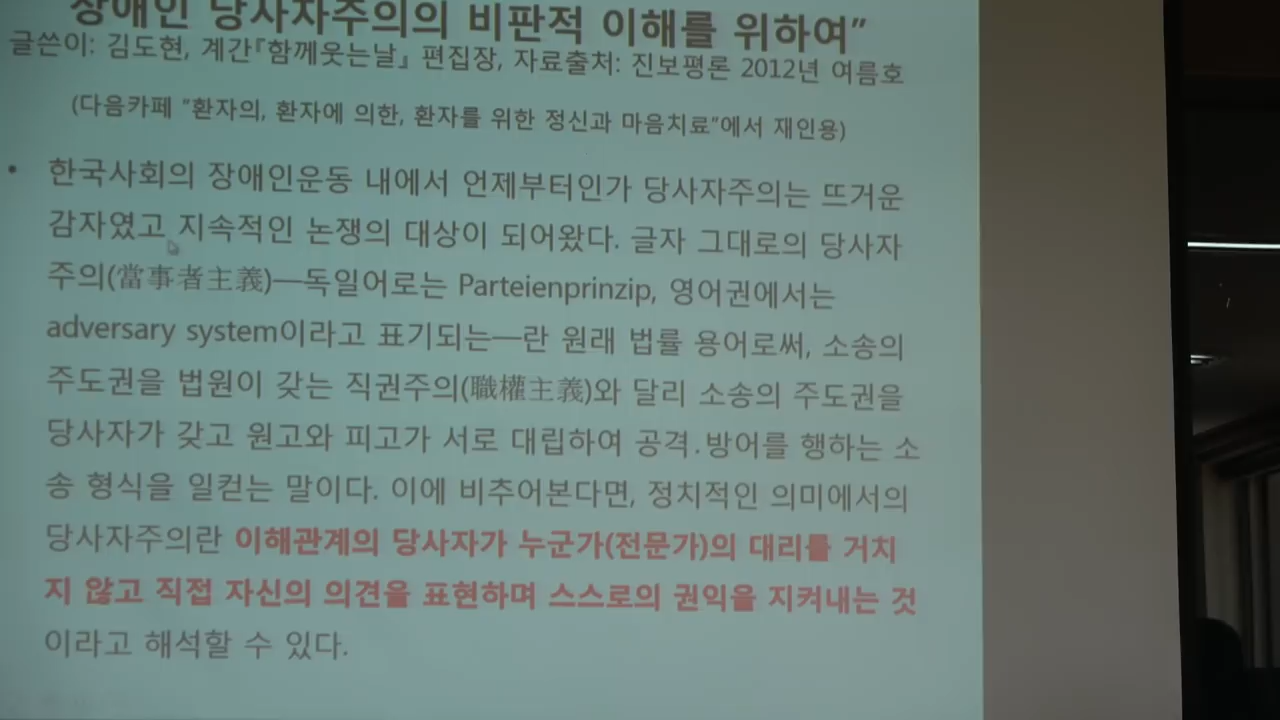 장애인 당사자주의의 비판적 이해를 위하여”
글쓴이: 김도현, 계간『함께웃는날』 편집장, 자료출처: 진보평론 2012년 여름호
(다음카페 “환자의, 환자에 의한, 환자를 위한 정신과 마음치료”에서 재인용)
• 한국사회의 장애인운동 내에서 언제부터인가 당사자주의는 뜨거운
감자였고 지속적인 논쟁의 대상이 되어왔다. 글자 그대로의 당사자
주의(當事者主義)—독일어로는 Parteienprinzip, 영어권에서는
adversary system이라고 표기되는—란 원래 법률 용어로써, 소송의
주도권을 법원이 갖는 직권주의(職權主義)와 달리 소송의 주도권을
당사자가 갖고 원고와 피고가 서로 대립하여 공격.방어를 행하는 소
송 형식을 일컫는 말이다. 이에 비추어본다면, 정치적인 의미에서의
당사자주의란 이해관계의 당사자가 누군가(전문가)의 대리를 거치
지 않고 직접 자신의 의견을 표현하며 스스로의 권익을 지켜내는 것
이라고 해석할 수 있다.